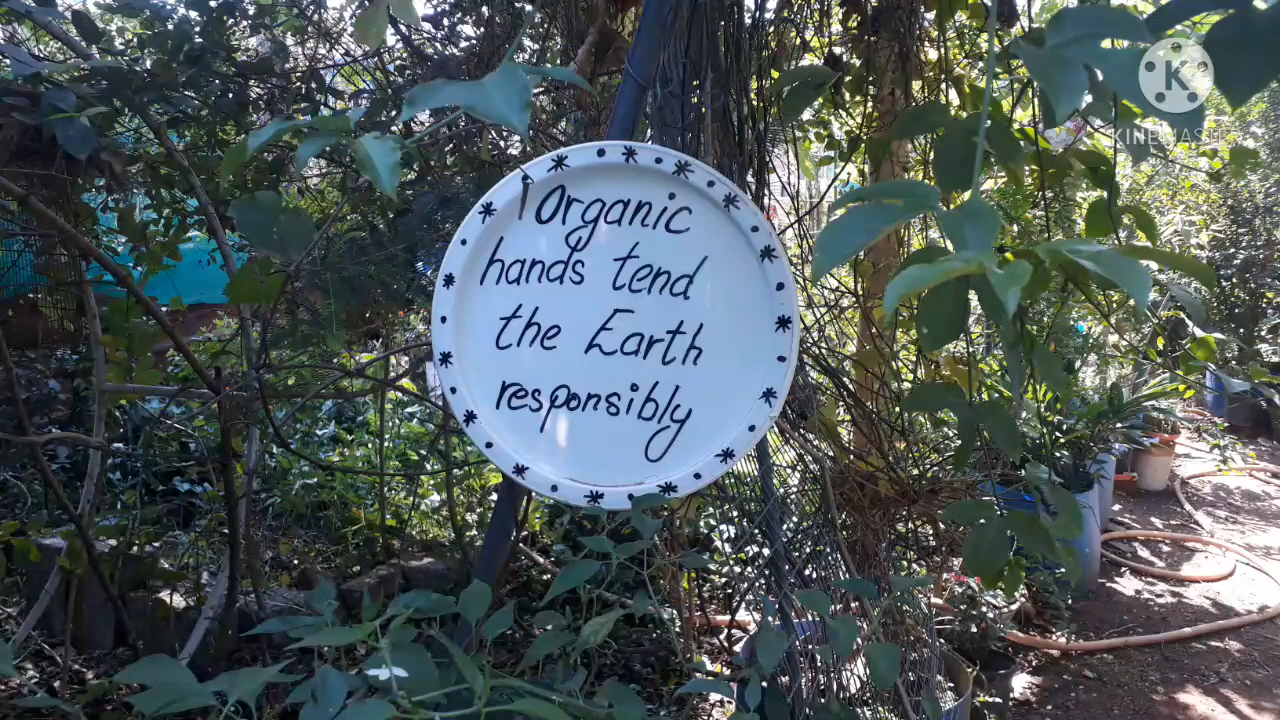 Organic
hands tend
the Earth
responsibly
K
KINEMASTER